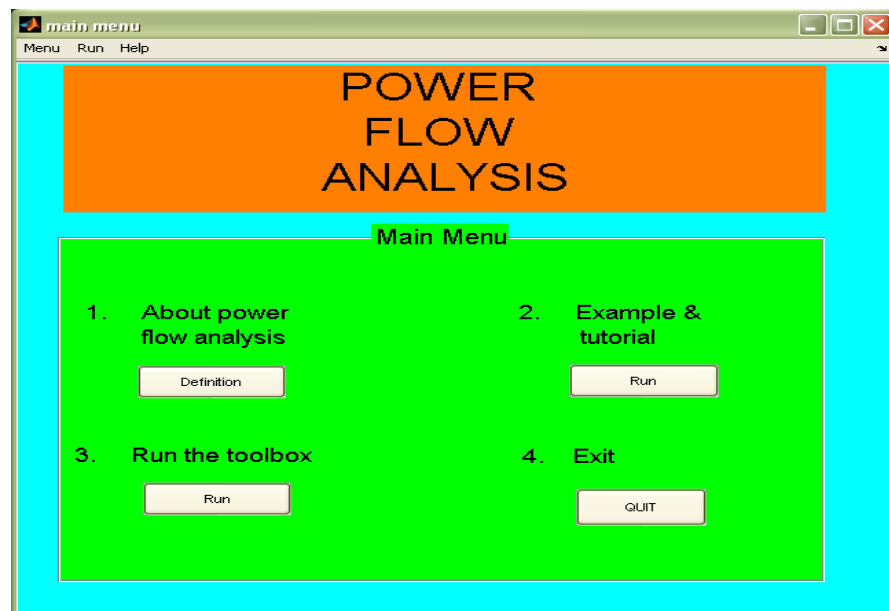 main menu
Menu Run Help
POWER
FLOW
ANALYSIS
Main Menu
1. About power
flow analysis
Definition
2. Example &
tutorial
Run
3. Run the toolbox
Run
4. Exit
QUIT